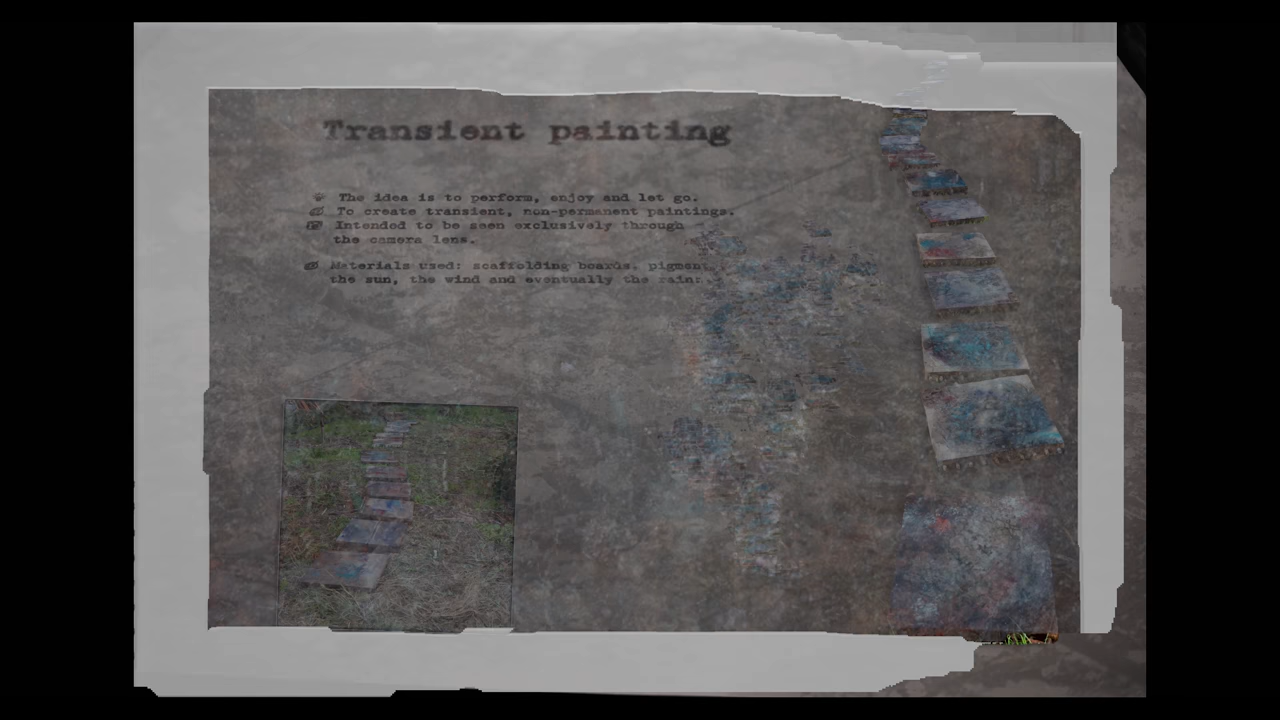 Transient painting
The idea is to perform, enjoy and let go.
To create transient, non-permanent paintings.
Intended to be seen exclusively through
the camera lens.
Materials used: scaffolding boards, pigment,
the sun, the wind and eventually the rain.